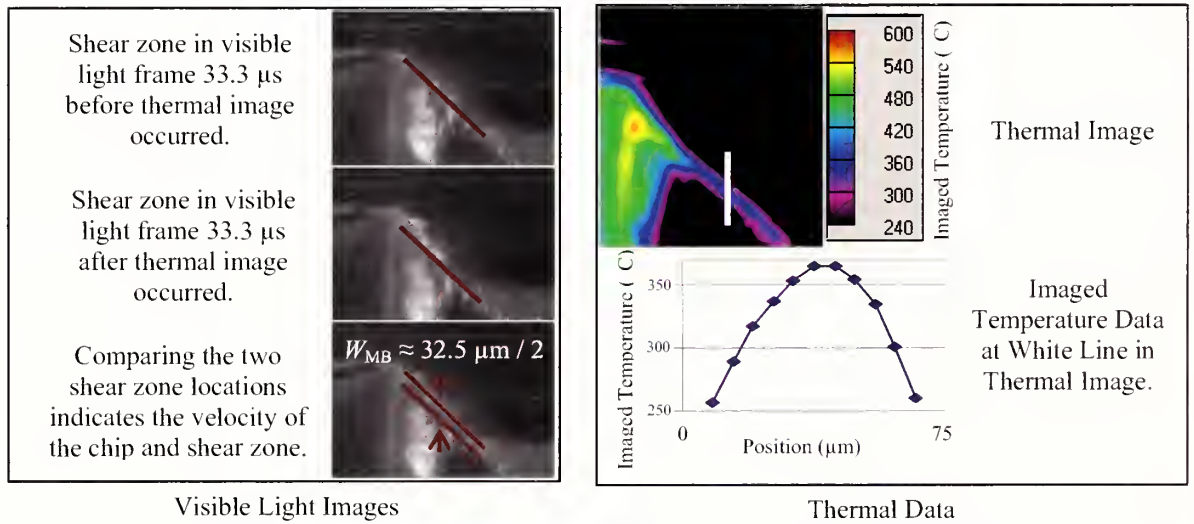 Shear zone in visible
light frame 33.3 µs
before thermal image
occurred.
Shear zone in visible
light frame 33.3 µs
after thermal image
occurred.
Comparing the two
shear zone locations
indicates the velocity of
the chip and shear zone.
W_MB ≈ 32.5 µm / 2
Visible Light Images
600
540
480
420
360
300
240
Imaged Temperature ( C)
Thermal Image
Imaged Temperature ( C)
350
300
250
0
75
Position (µm)
Imaged
Temperature Data
at White Line in
Thermal Image.
Thermal Data